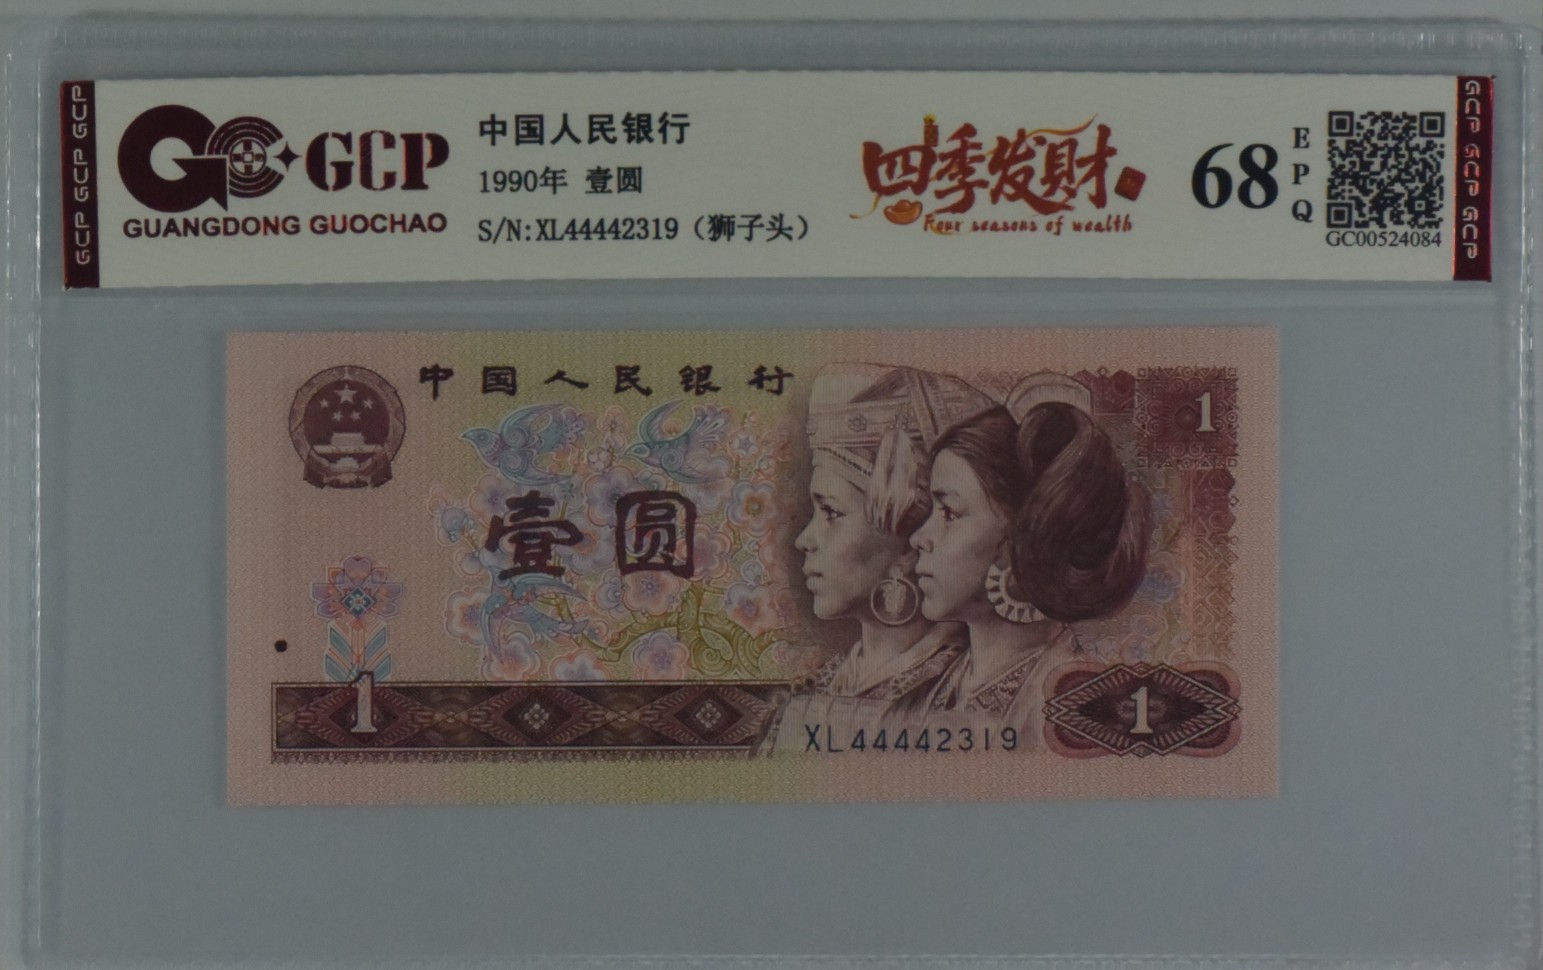 GCP GCP GCP
GCP
GUANGDONG GUOCHAO
中国人民银行
1990年 壹圆
S/N:XL44442319（狮子头）
四季发財
Four seasons of wealth
68
EPQ
GC00524084
GCP GCP GCP
中国人民银行
1
壹圆
1
XL44442319
1